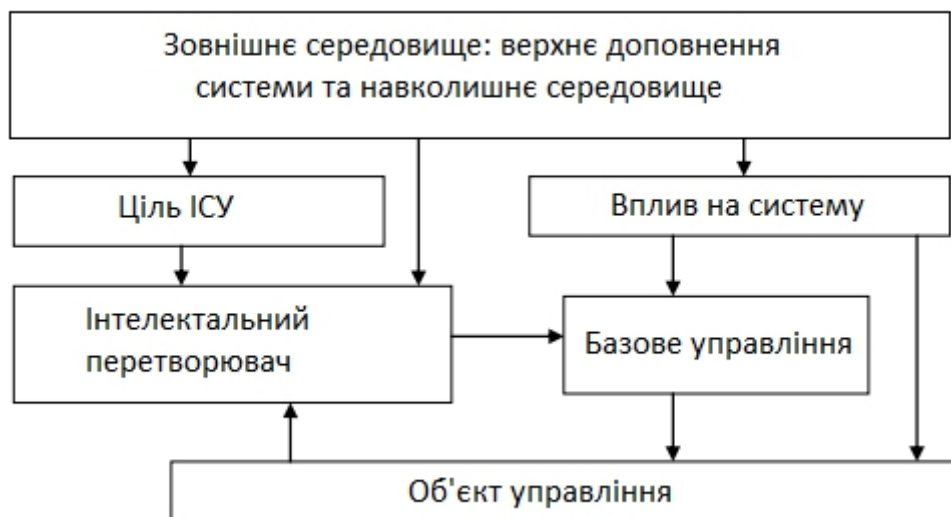 Зовнішнє середовище: верхнє доповнення
системи та навколишнє середовище
Ціль ІСУ
Вплив на систему
Інтелектальний
перетворювач
Базове управління
Об'єкт управління